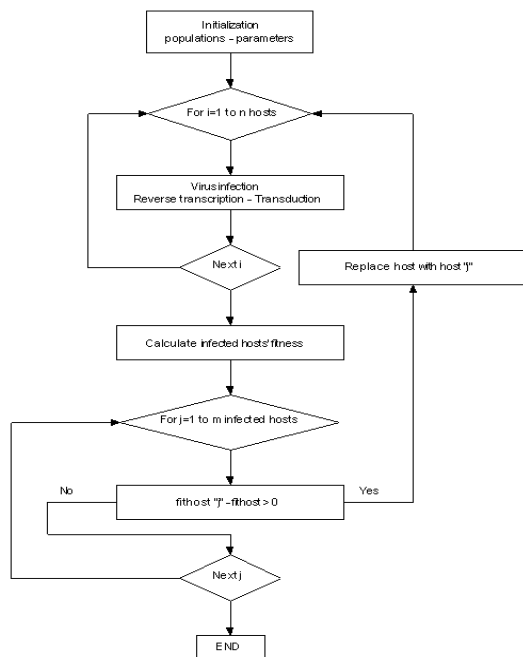 Initialization
populations - parameters
For i=1 to n hosts
Virus infection
Reverse transcription - Transduction
Next i
Replace host with host "j"
Calculate infected hosts' fitness
For j=1 to m infected hosts
No
fithost "j" - fithost > 0
Yes
Next j
END